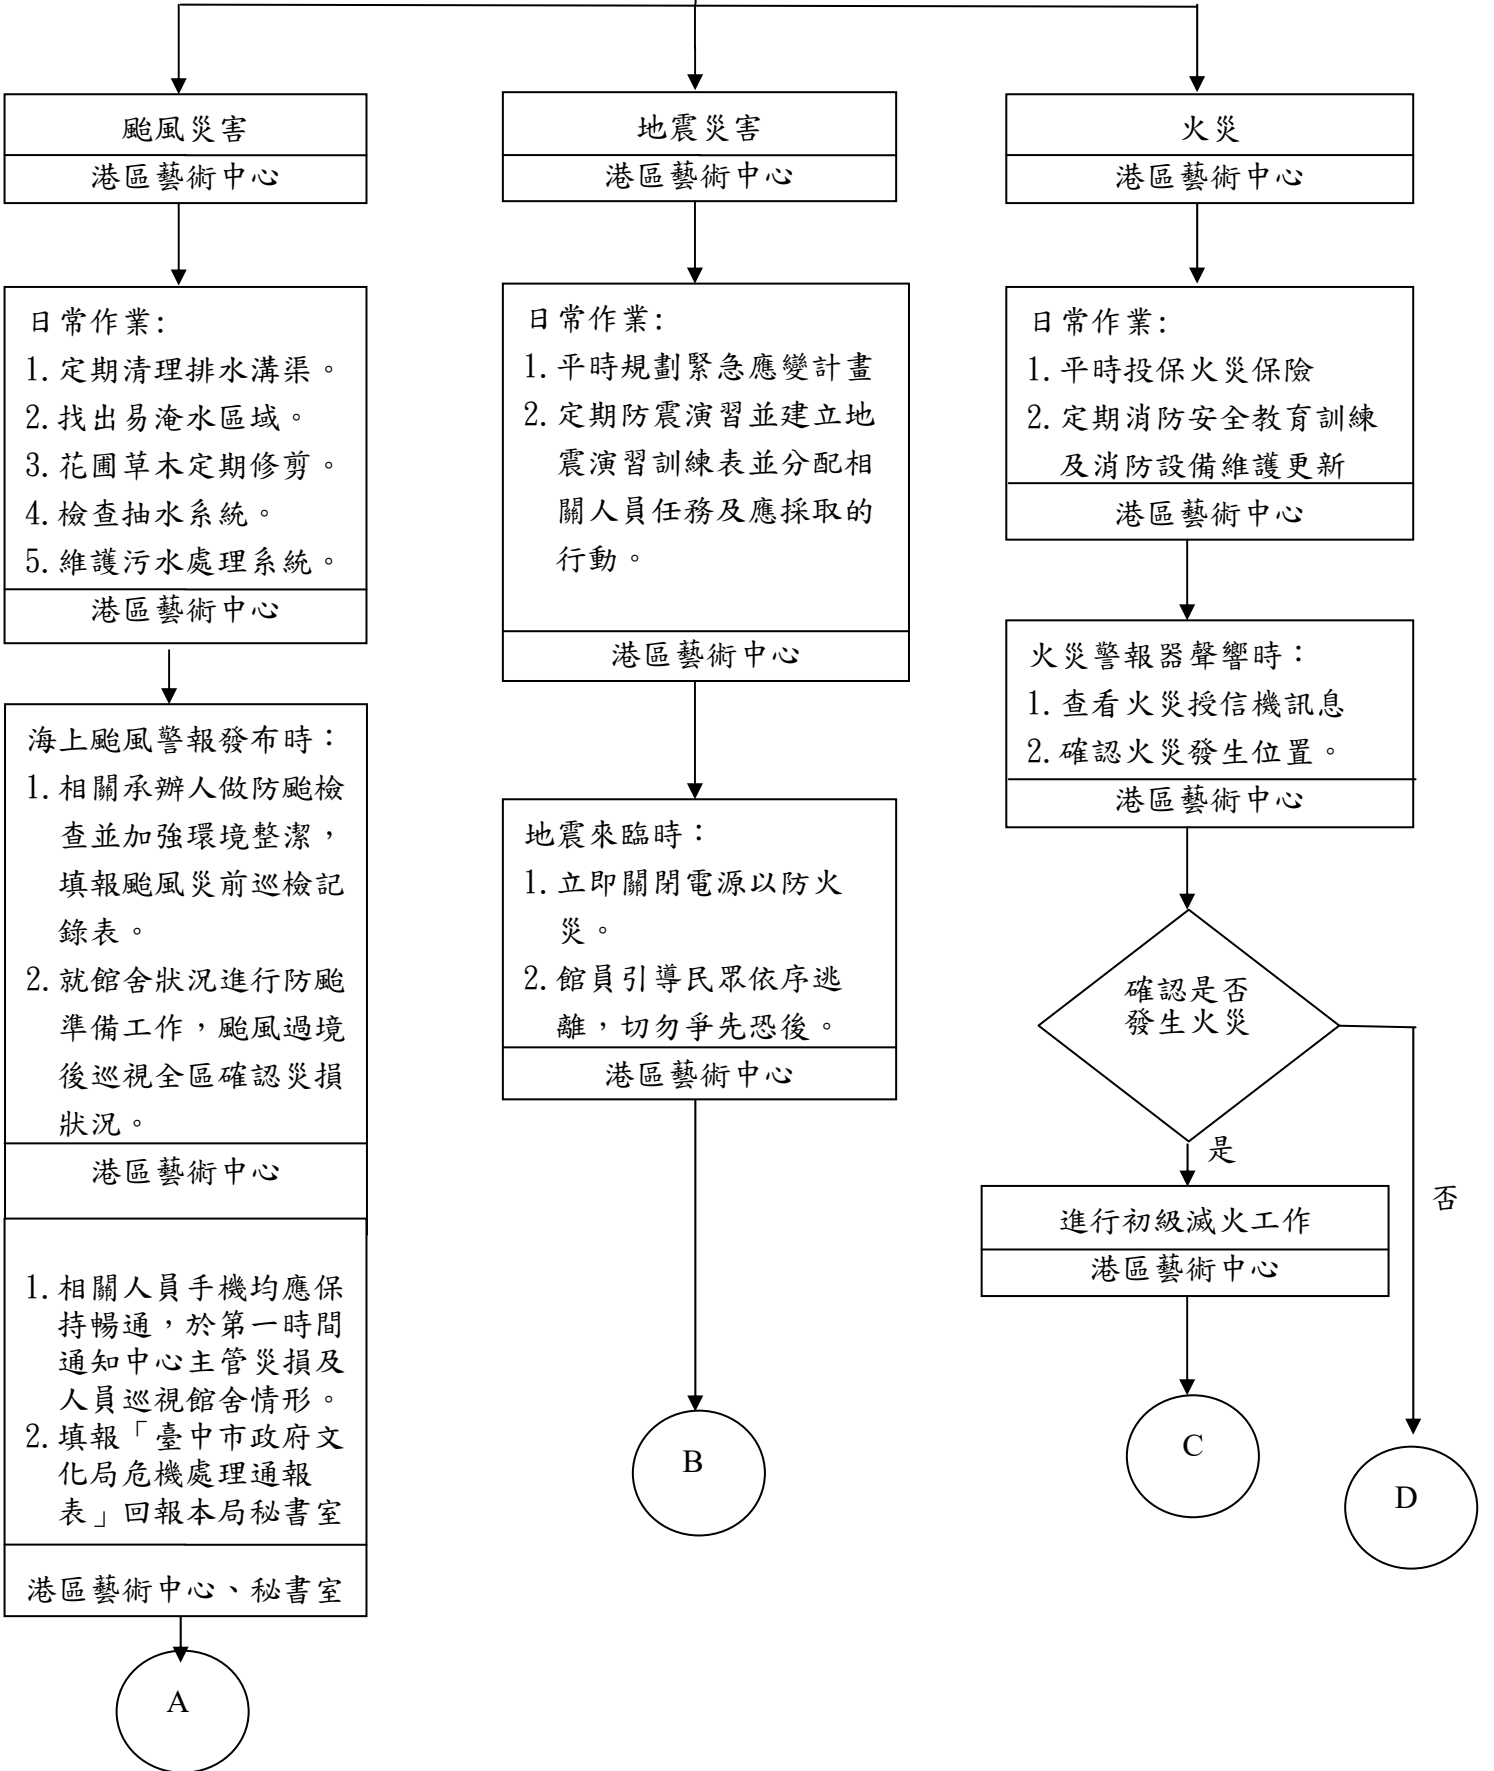 颱風災害
港區藝術中心
日常作業:
1.定期清理排水溝渠。
2.找出易淹水區域。
3.花圃草木定期修剪。
4.檢查抽水系統。
5.維護污水處理系統。
港區藝術中心
海上颱風警報發布時：
1.相關承辦人做防颱檢
查並加強環境整潔，
填報颱風災前巡檢記
錄表。
2.就館舍狀況進行防颱
準備工作，颱風過境
後巡視全區確認災損
狀況。
港區藝術中心
1.相關人員手機均應保
持暢通，於第一時間
通知中心主管災損及
人員巡視館舍情形。
2.填報「臺中市政府文
化局危機處理通報
表」回報本局秘書室
港區藝術中心、秘書室
A
地震災害
港區藝術中心
日常作業:
1.平時規劃緊急應變計畫
2.定期防震演習並建立地
震演習訓練表並分配相
關人員任務及應採取的
行動。
港區藝術中心
地震來臨時：
1.立即關閉電源以防火
災。
2.館員引導民眾依序逃
離，切勿爭先恐後。
港區藝術中心
B
火災
港區藝術中心
日常作業:
1.平時投保火災保險
2.定期消防安全教育訓練
及消防設備維護更新
港區藝術中心
火災警報器聲響時：
1.查看火災授信機訊息
2.確認火災發生位置。
港區藝術中心
確認是否
發生火災
是
否
進行初級滅火工作
港區藝術中心
C
D